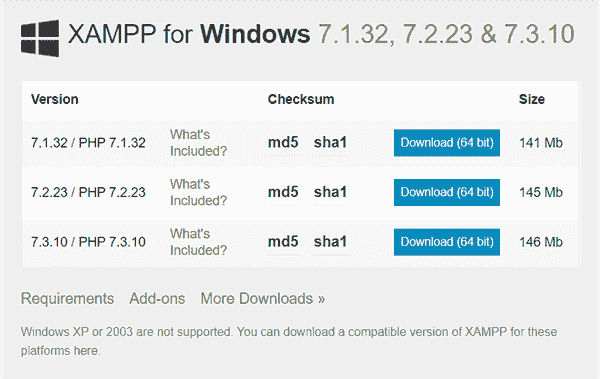 XAMPP for Windows 7.1.32, 7.2.23 & 7.3.10
Version Checksum Size
7.1.32 / PHP 7.1.32 What's Included? md5 sha1 Download (64 bit) 141 Mb
7.2.23 / PHP 7.2.23 What's Included? md5 sha1 Download (64 bit) 145 Mb
7.3.10 / PHP 7.3.10 What's Included? md5 sha1 Download (64 bit) 146 Mb
Requirements Add-ons More Downloads »
Windows XP or 2003 are not supported. You can download a compatible version of XAMPP for these
platforms here.